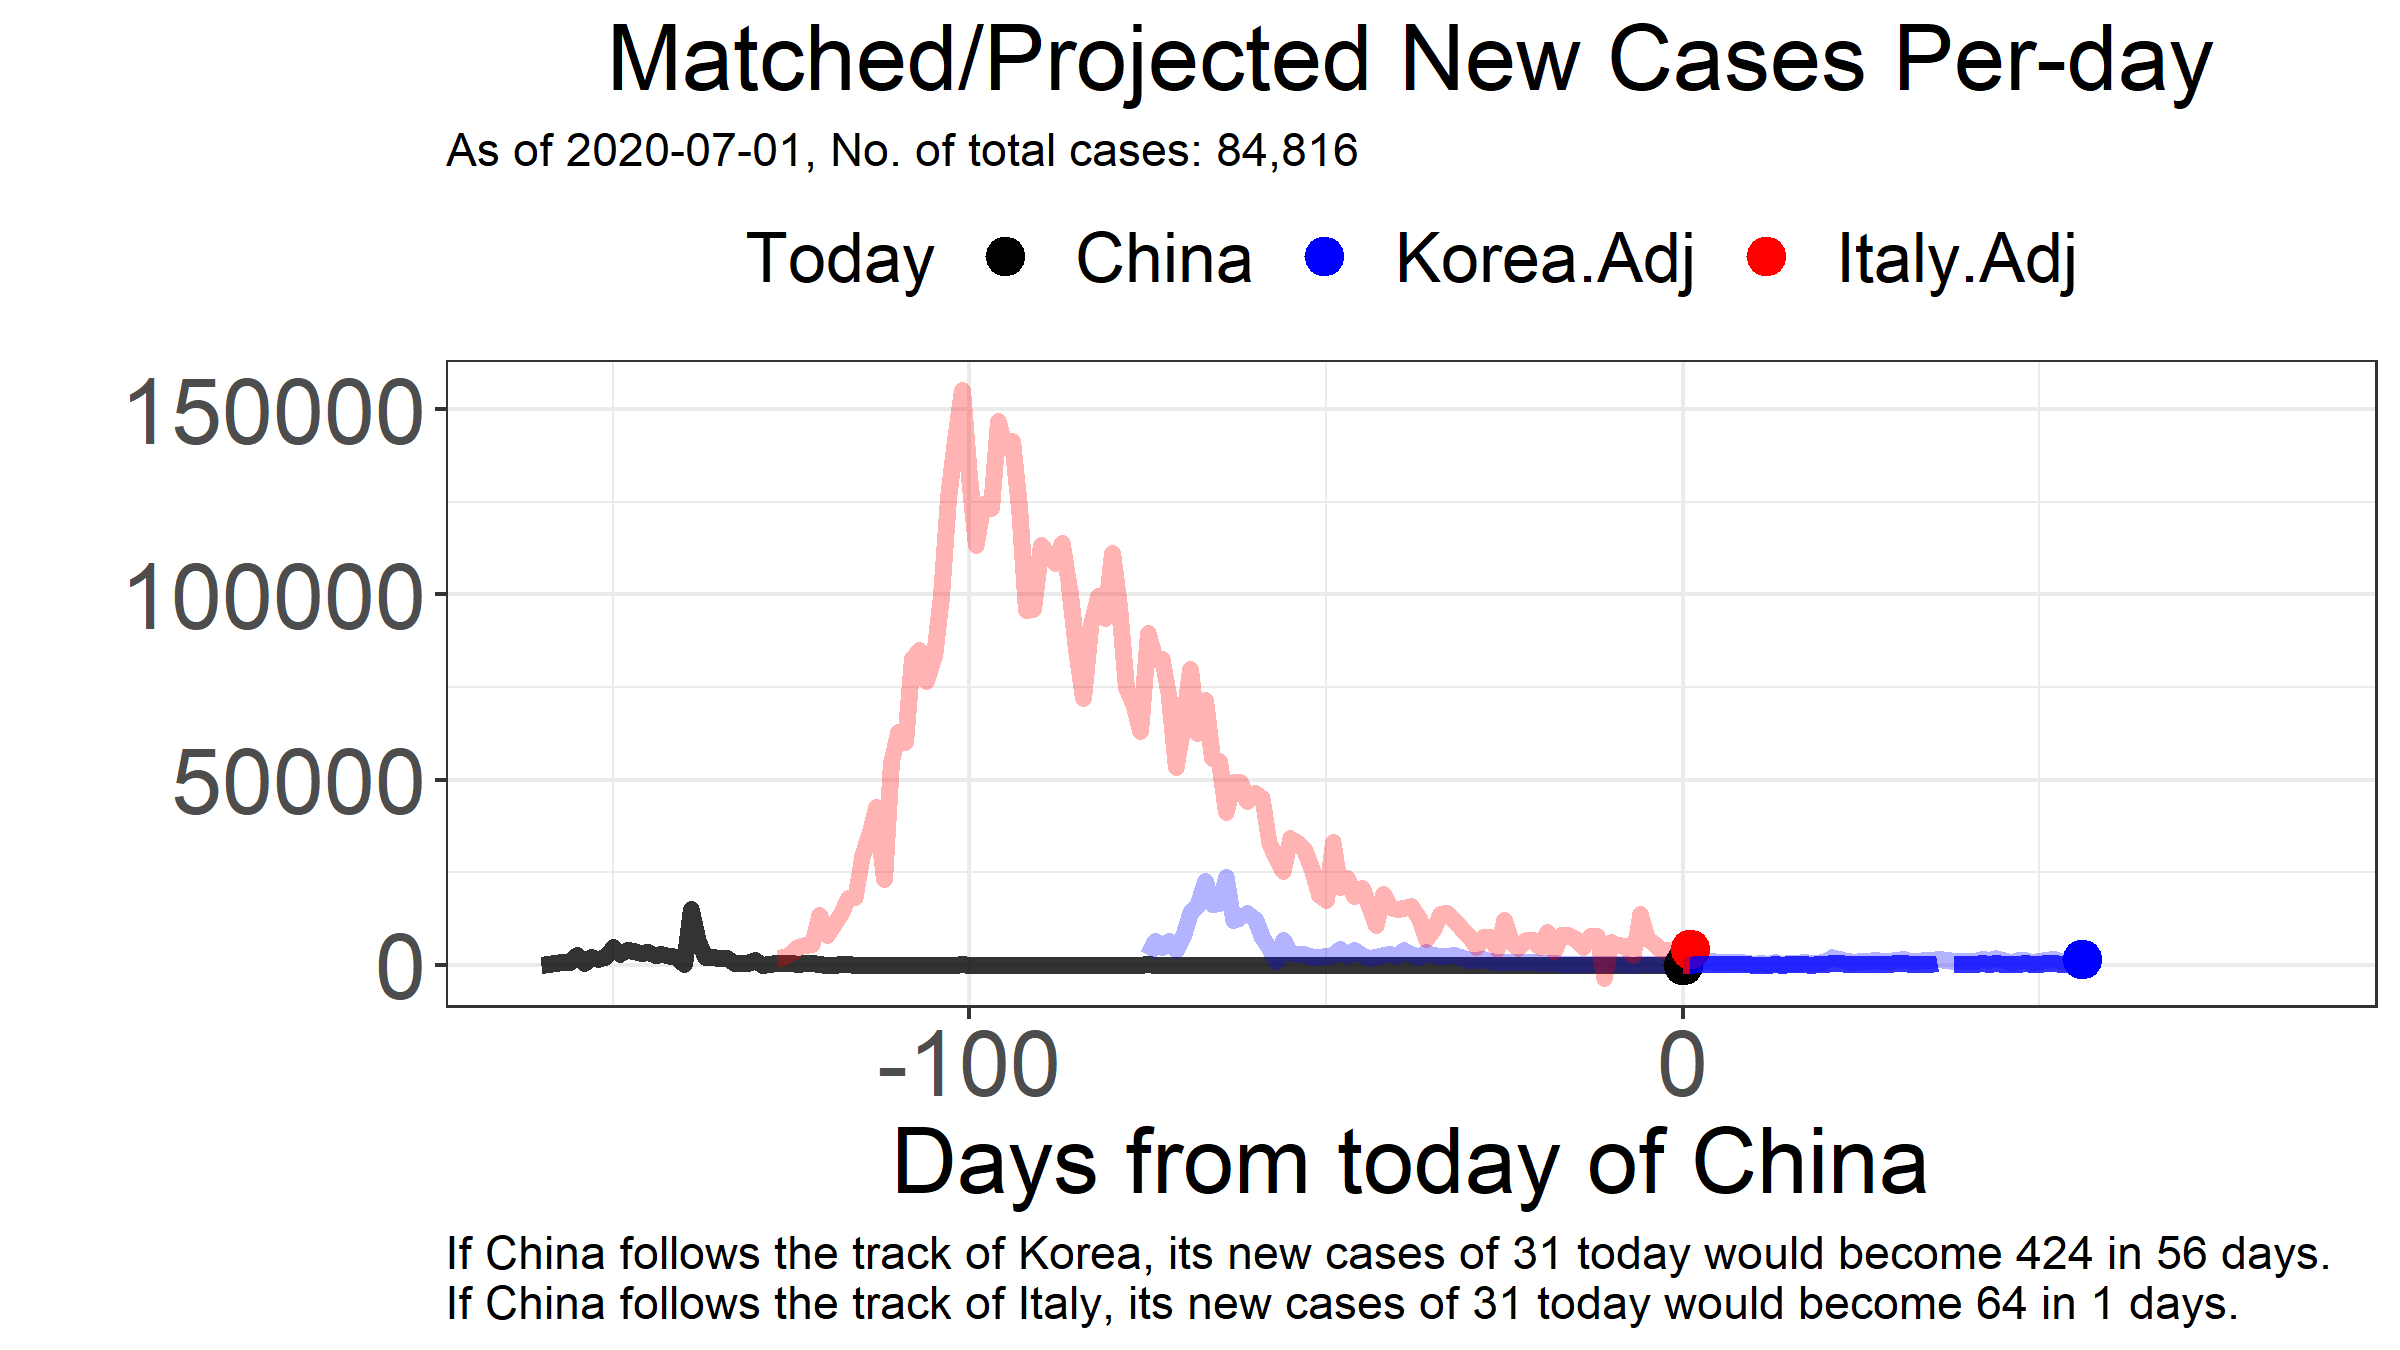 Matched/Projected New Cases Per-day
As of 2020-07-01, No. of total cases: 84,816
Today China Korea.Adj Italy.Adj
150000
100000
50000
0
-100 0
Days from today of China
If China follows the track of Korea, its new cases of 31 today would become 424 in 56 days.
If China follows the track of Italy, its new cases of 31 today would become 64 in 1 days.